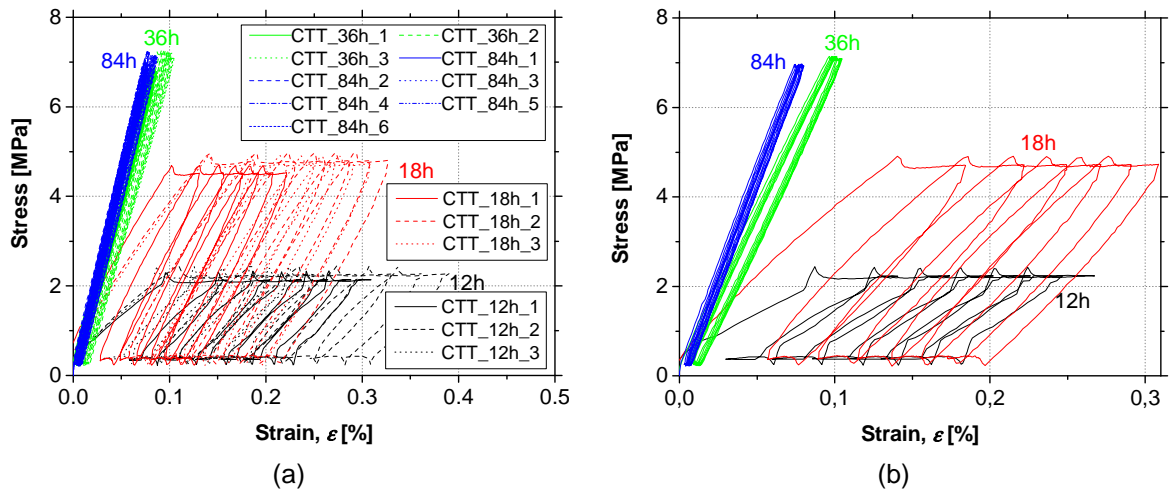 84h
36h
CTT_36h_1 CTT_36h_2
CTT_36h_3 CTT_84h_1
CTT_84h_2 CTT_84h_3
CTT_84h_4 CTT_84h_5
CTT_84h_6
18h
CTT_18h_1
CTT_18h_2
CTT_18h_3
12h
CTT_12h_1
CTT_12h_2
CTT_12h_3
8
6
4
2
0
Stress [MPa]
0.0 0.1 0.2 0.3 0.4 0.5
Strain, ε [%]
(a)
84h
36h
18h
12h
8
6
4
2
0
Stress [MPa]
0,0 0,1 0,2 0,3
Strain, ε [%]
(b)